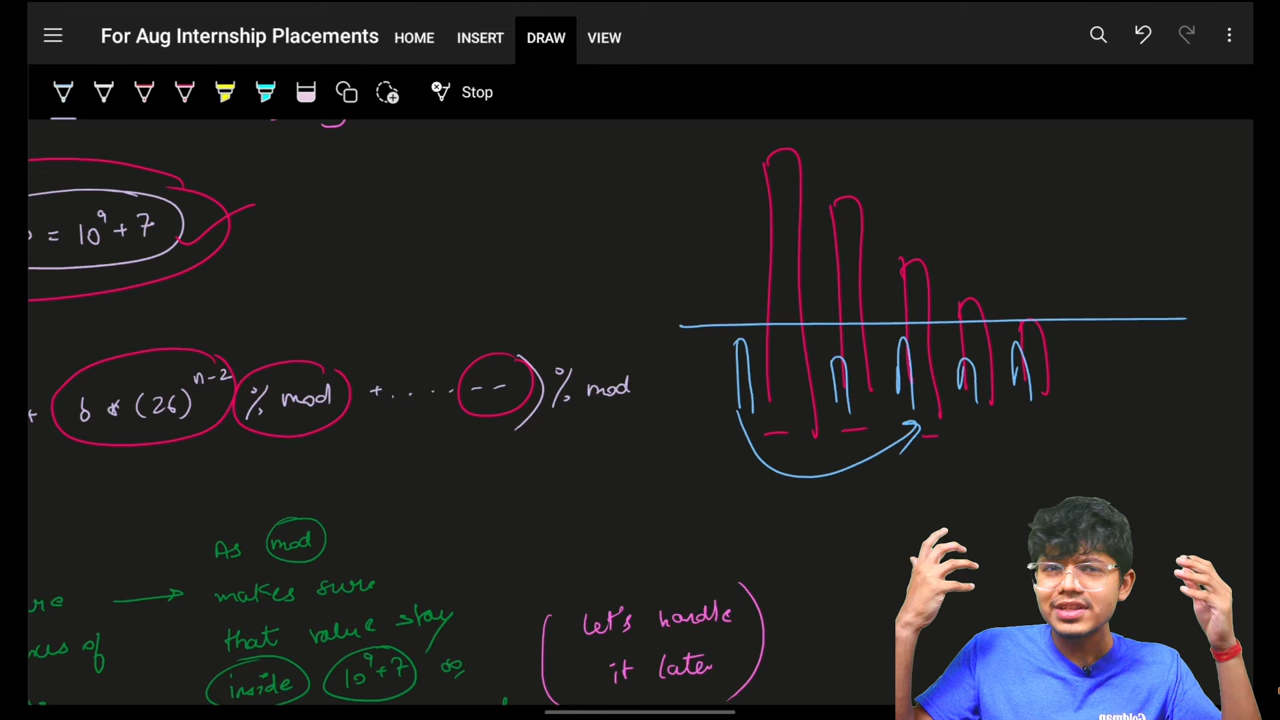 For Aug Internship Placements HOME INSERT DRAW VIEW
Stop
= 10⁹ + 7
+ b * (26)ⁿ⁻² % mod + .... -- ) % mod
As mod
makes sure
that value stay
inside 10⁹+7
Let's handle
it later
Goldman